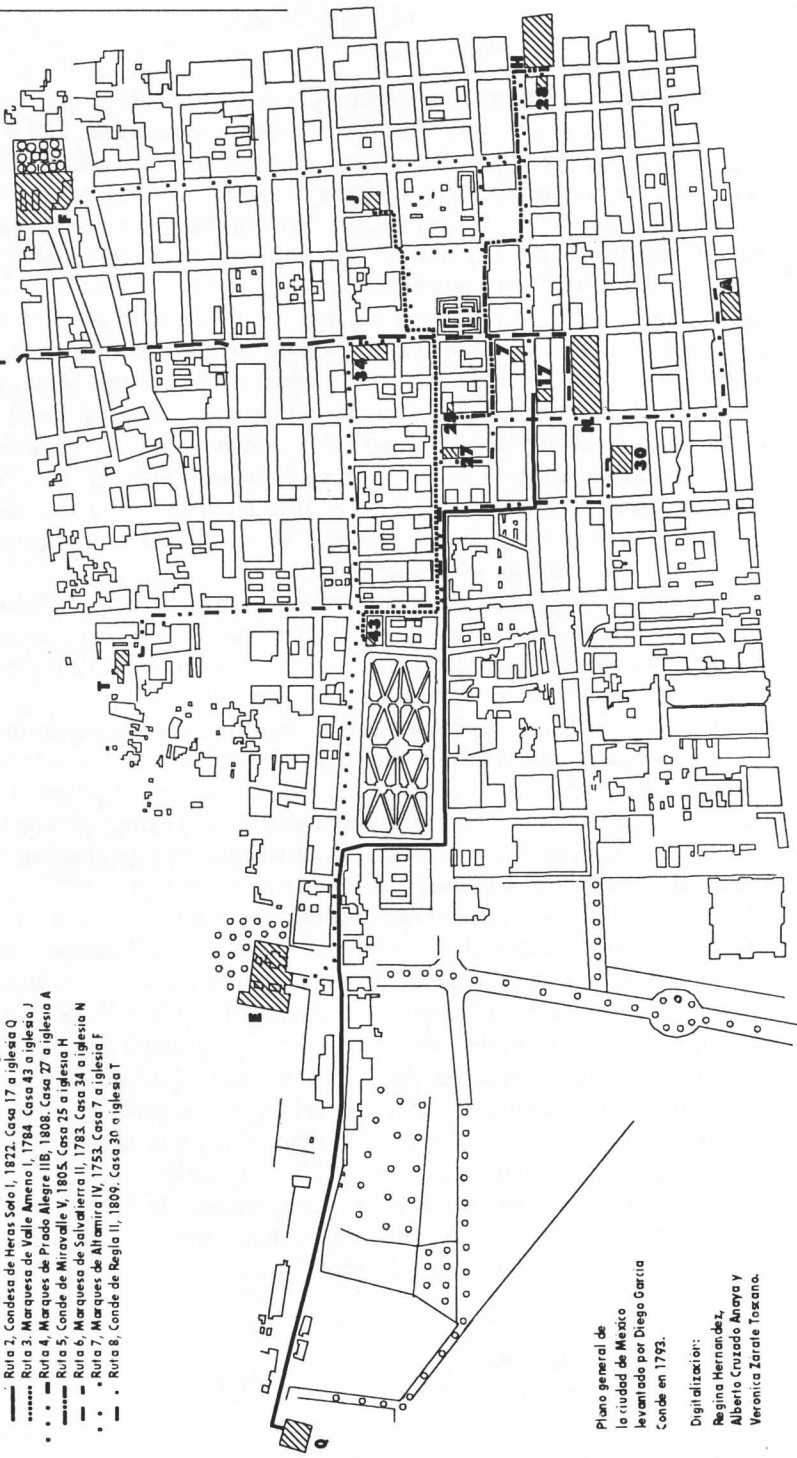 Ruta 2, Condesa de Heras Soto I, 1822. Casa 17 a iglesia Q
Ruta 3. Marquesa de Valle Ameno I, 1784. Casa 43 a iglesia J
Ruta 4, Marques de Prado Alegre IIB, 1808. Casa 27 a iglesia A
Ruta 5, Conde de Miravalle V, 1805. Casa 25 a iglesia H
Ruta 6, Marquesa de Salvatierra II, 1783. Casa 34 a iglesia N
Ruta 7, Marques de Altamira IV, 1753. Casa 7 a iglesia F
Ruta 8, Conde de Regla II, 1809. Casa 30 a iglesia T
F
J
H
T
34
7
17
A
27
N
30
43
E
Q
Plano general de
la ciudad de Mexico
levantado por Diego Garcia
Conde en 1793.
Digitalización:
Regina Hernandez,
Alberto Cruzado Anaya y
Veronica Zarate Toscano.